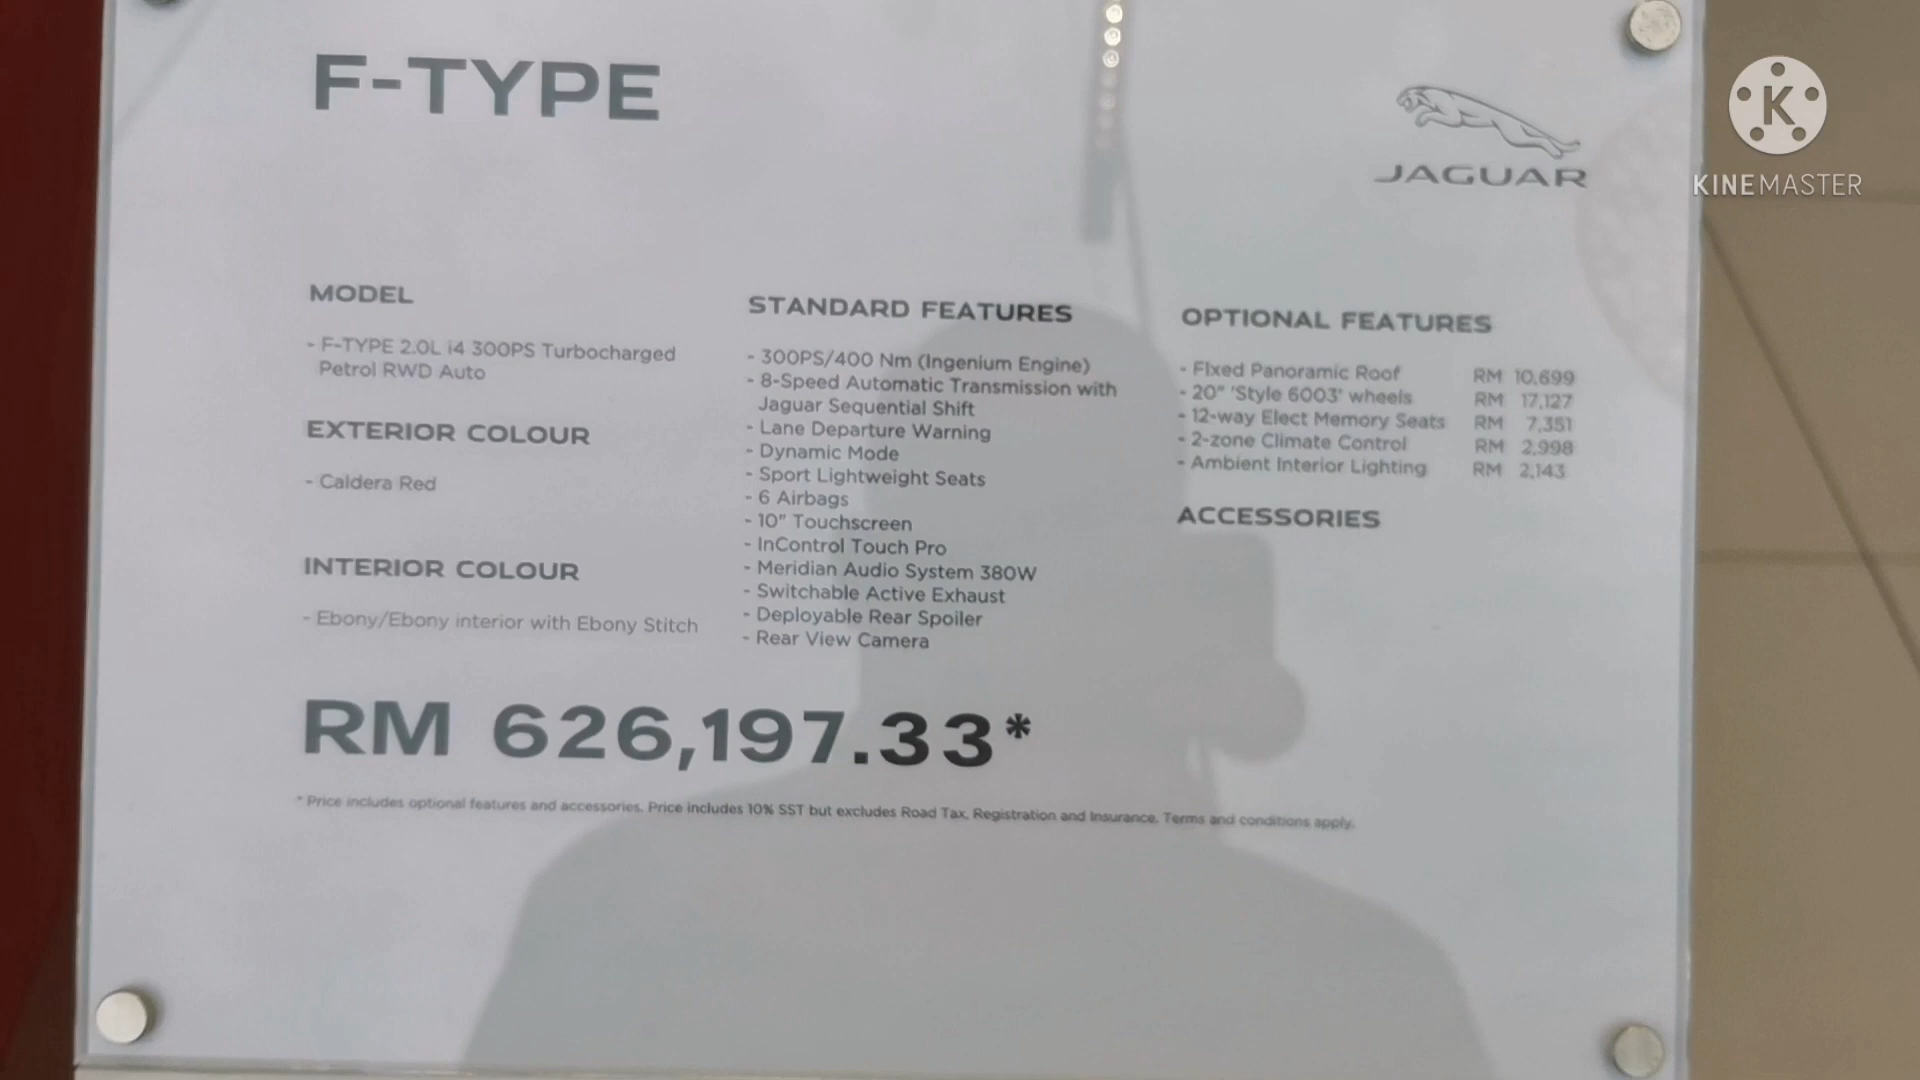 F-TYPE
JAGUAR
K
KINEMASTER
MODEL
- F-TYPE 2.0L i4 300PS Turbocharged
Petrol RWD Auto
EXTERIOR COLOUR
- Caldera Red
INTERIOR COLOUR
- Ebony/Ebony interior with Ebony Stitch
STANDARD FEATURES
- 300PS/400 Nm (Ingenium Engine)
- 8-Speed Automatic Transmission with
Jaguar Sequential Shift
- Lane Departure Warning
- Dynamic Mode
- Sport Lightweight Seats
- 6 Airbags
- 10" Touchscreen
- InControl Touch Pro
- Meridian Audio System 380W
- Switchable Active Exhaust
- Deployable Rear Spoiler
- Rear View Camera
OPTIONAL FEATURES
- FIxed Panoramic Roof RM 10,699
- 20" 'Style 6003' wheels RM 17,127
- 12-way Elect Memory Seats RM 7,351
- 2-zone Climate Control RM 2,998
- Ambient Interior Lighting RM 2,143
ACCESSORIES
RM 626,197.33*
* Price includes optional features and accessories. Price includes 10% SST but excludes Road Tax, Registration and Insurance. Terms and conditions apply.